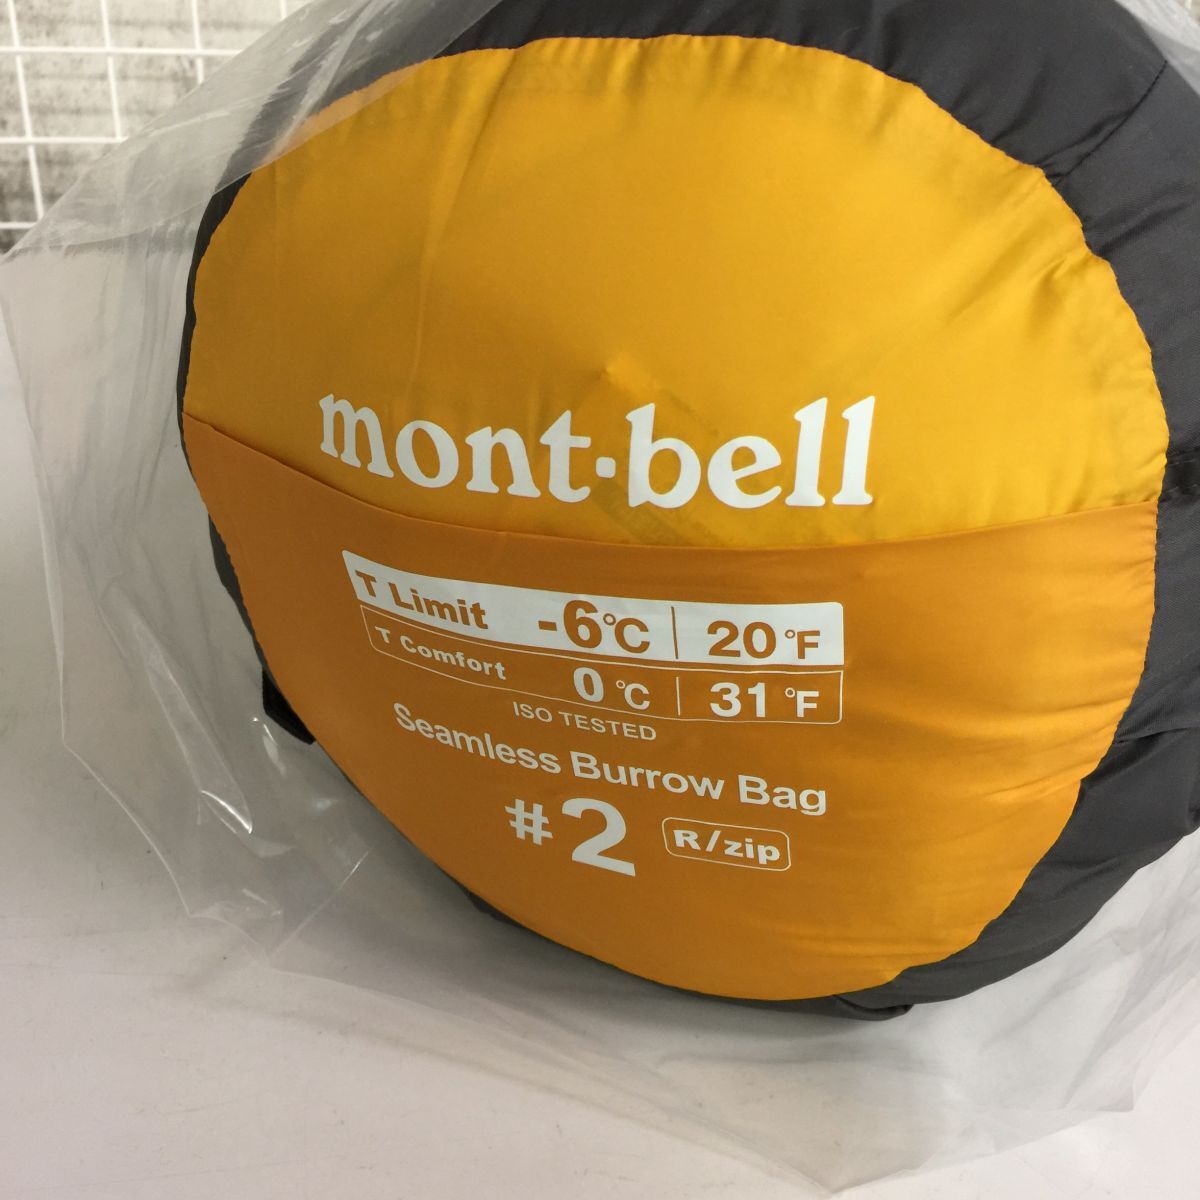 mont·bell
T Limit -6℃ | 20°F
T Comfort 0℃ | 31°F
ISO TESTED
Seamless Burrow Bag
#2 R/zip